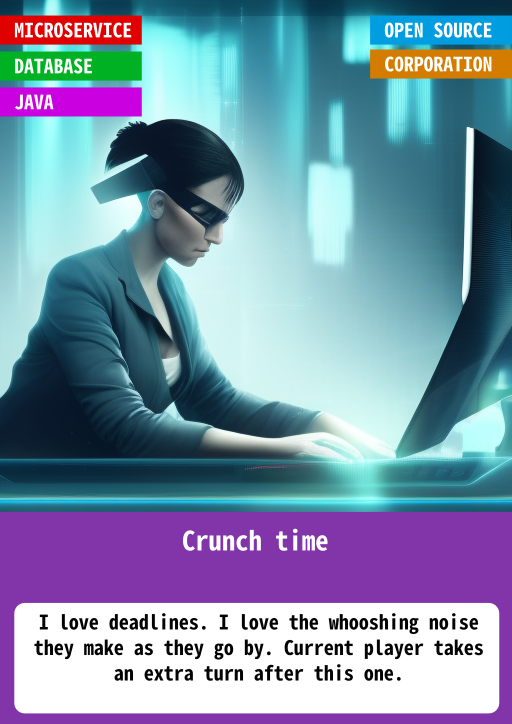 MICROSERVICE
DATABASE
JAVA
OPEN SOURCE
CORPORATION
Crunch time
I love deadlines. I love the whooshing noise
they make as they go by. Current player takes
an extra turn after this one.